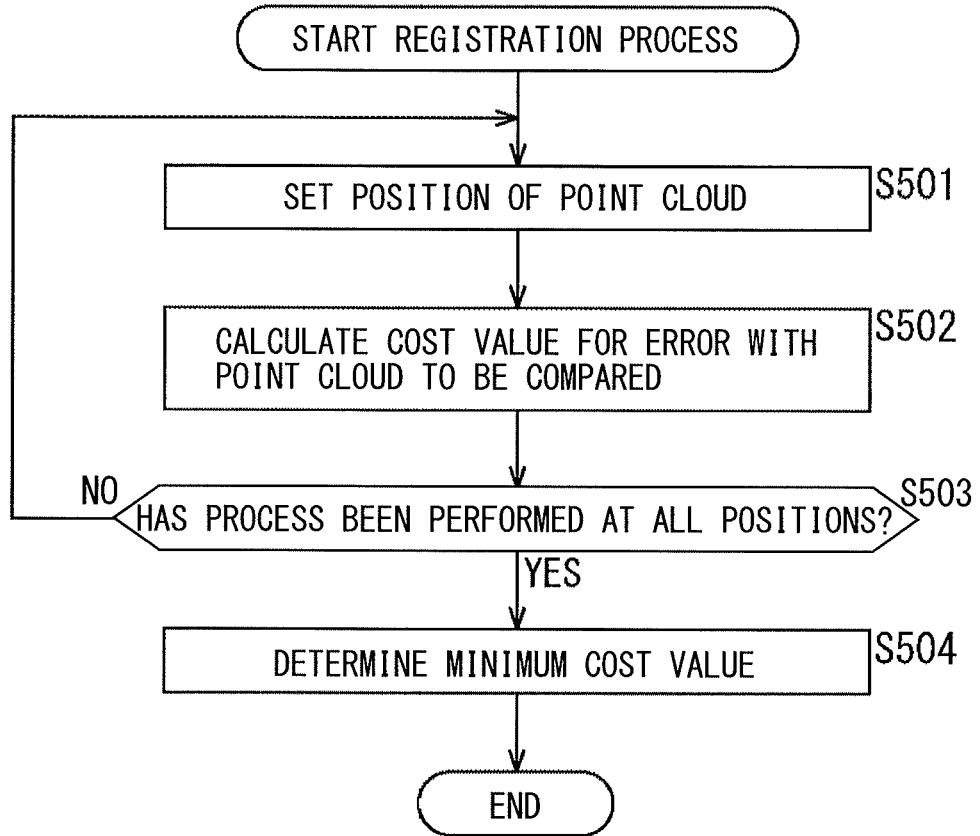 START REGISTRATION PROCESS
SET POSITION OF POINT CLOUD
S501
CALCULATE COST VALUE FOR ERROR WITH
POINT CLOUD TO BE COMPARED
S502
NO
HAS PROCESS BEEN PERFORMED AT ALL POSITIONS?
S503
YES
DETERMINE MINIMUM COST VALUE
S504
END